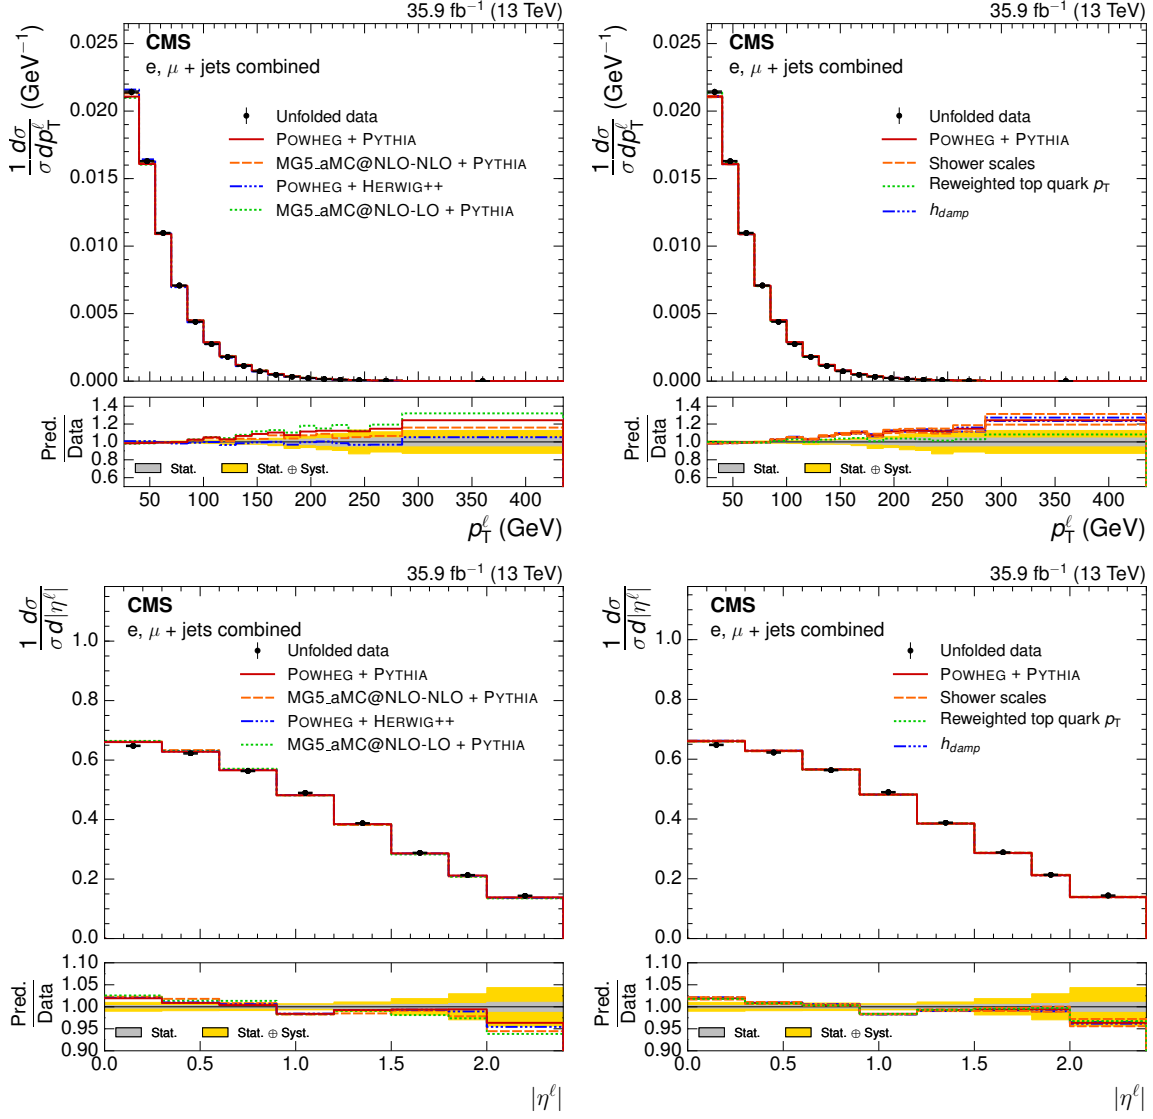 35.9 fb⁻¹ (13 TeV)
CMS
e, μ + jets combined
Unfolded data
POWHEG + PYTHIA
MG5_aMC@NLO-NLO + PYTHIA
POWHEG + HERWIG++
MG5_aMC@NLO-LO + PYTHIA
1/σ dσ/dp_T^ℓ (GeV⁻¹)
0.025
0.020
0.015
0.010
0.005
0.000
Pred./Data
1.4
1.2
1.0
0.8
0.6
Stat.
Stat. ⊕ Syst.
50 100 150 200 250 300 350 400
p_T^ℓ (GeV)
35.9 fb⁻¹ (13 TeV)
CMS
e, μ + jets combined
Unfolded data
POWHEG + PYTHIA
Shower scales
Reweighted top quark p_T
h_damp
1/σ dσ/dp_T^ℓ (GeV⁻¹)
0.025
0.020
0.015
0.010
0.005
0.000
Pred./Data
1.4
1.2
1.0
0.8
0.6
Stat.
Stat. ⊕ Syst.
50 100 150 200 250 300 350 400
p_T^ℓ (GeV)
35.9 fb⁻¹ (13 TeV)
CMS
e, μ + jets combined
Unfolded data
POWHEG + PYTHIA
MG5_aMC@NLO-NLO + PYTHIA
POWHEG + HERWIG++
MG5_aMC@NLO-LO + PYTHIA
1/σ dσ/d|η^ℓ|
1.0
0.8
0.6
0.4
0.2
0.0
Pred./Data
1.10
1.05
1.00
0.95
0.90
Stat.
Stat. ⊕ Syst.
0.0 0.5 1.0 1.5 2.0
|η^ℓ|
35.9 fb⁻¹ (13 TeV)
CMS
e, μ + jets combined
Unfolded data
POWHEG + PYTHIA
Shower scales
Reweighted top quark p_T
h_damp
1/σ dσ/d|η^ℓ|
1.0
0.8
0.6
0.4
0.2
0.0
Pred./Data
1.10
1.05
1.00
0.95
0.90
Stat.
Stat. ⊕ Syst.
0.0 0.5 1.0 1.5 2.0
|η^ℓ|